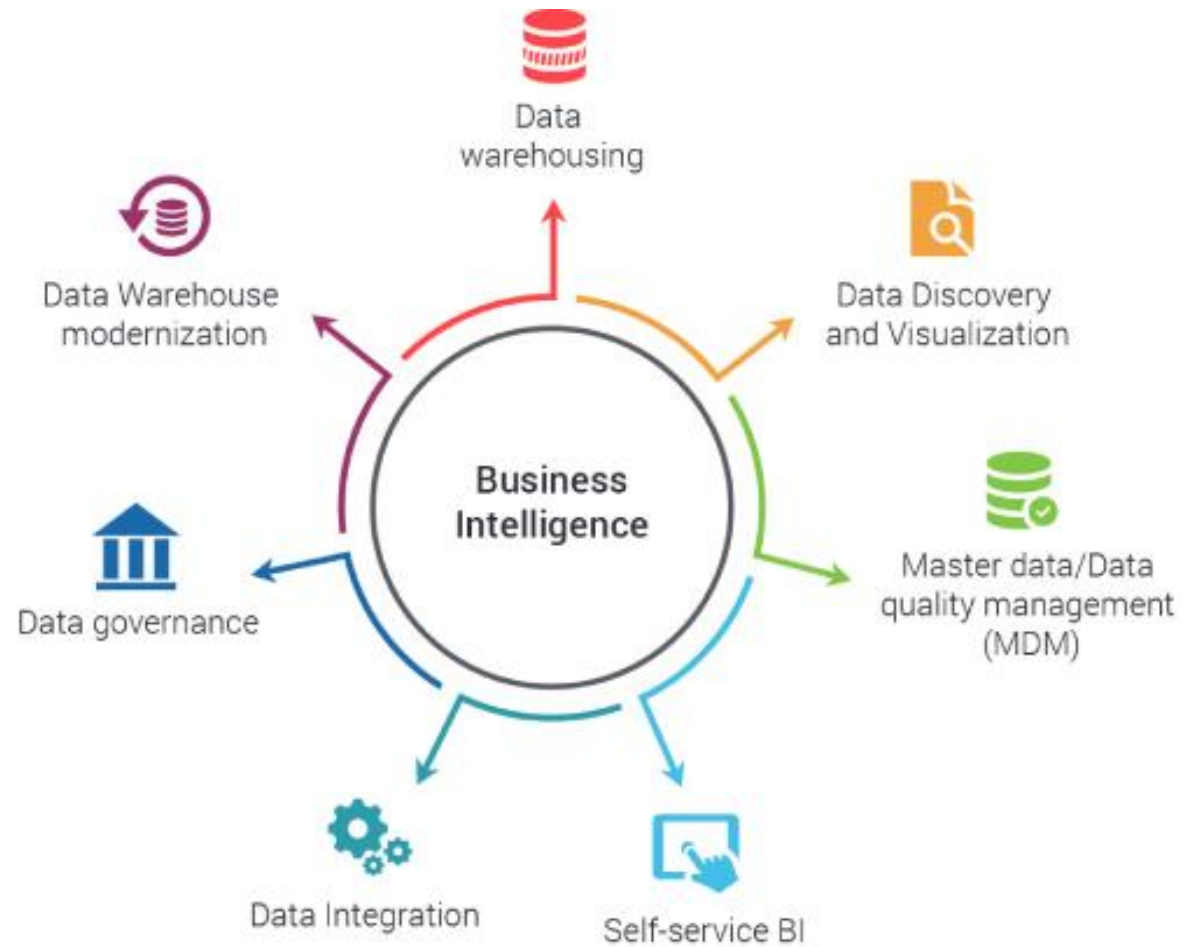 Data
warehousing
Data Discovery
and Visualization
Master data/Data
quality management
(MDM)
Self-service BI
Data Integration
Data governance
Data Warehouse
modernization
Business
Intelligence